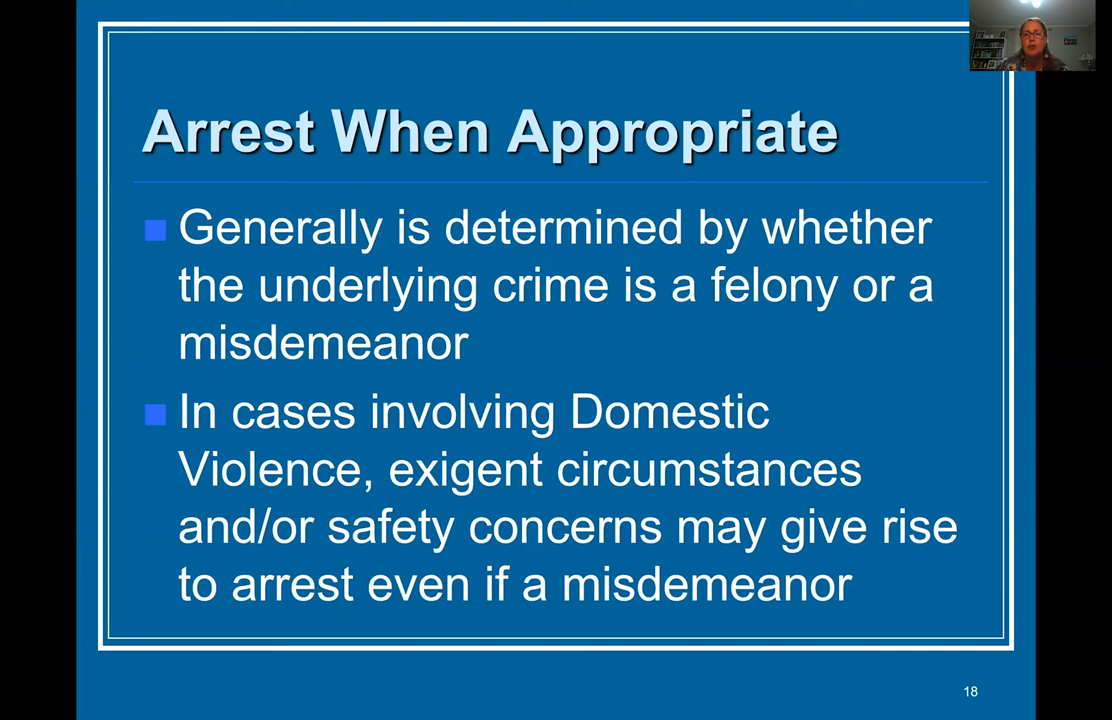 Arrest When Appropriate
Generally is determined by whether
the underlying crime is a felony or a
misdemeanor
In cases involving Domestic
Violence, exigent circumstances
and/or safety concerns may give rise
to arrest even if a misdemeanor
18